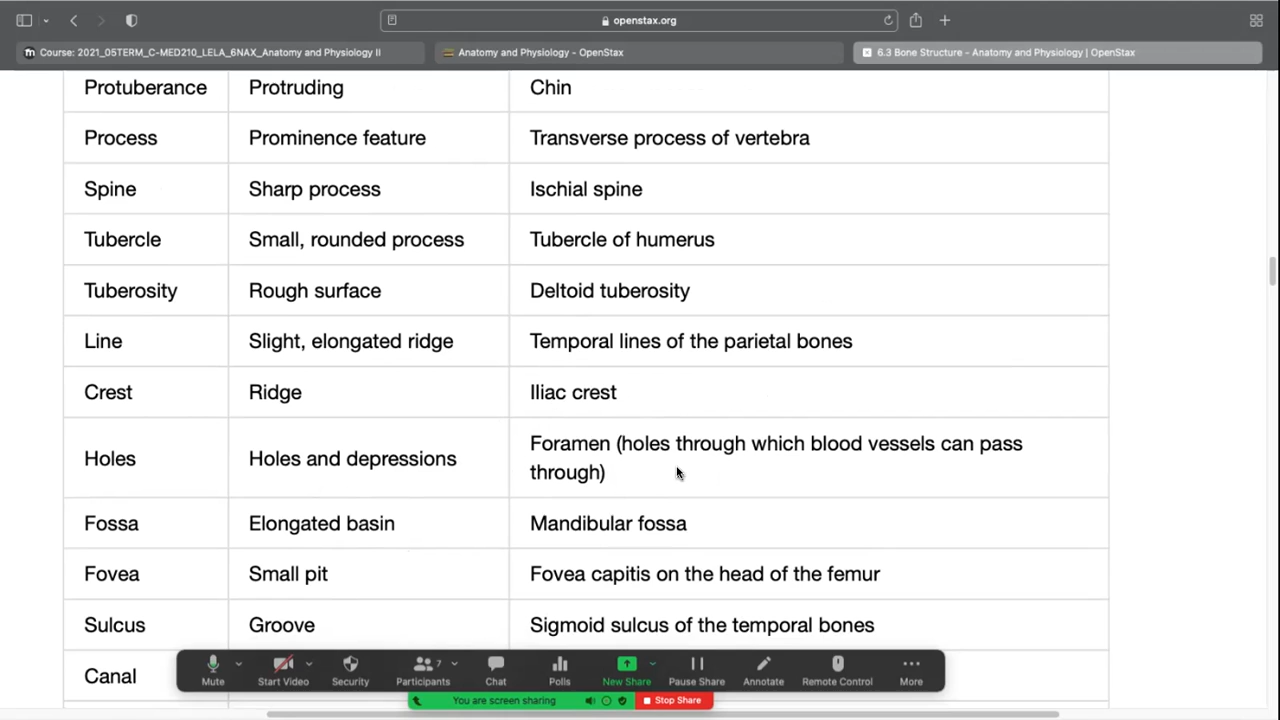 openstax.org
Course: 2021_05TERM_C-MED210_LELA_6NAX_Anatomy and Physiology II
Anatomy and Physiology - OpenStax
6.3 Bone Structure - Anatomy and Physiology | OpenStax
Protuberance Protruding Chin
Process Prominence feature Transverse process of vertebra
Spine Sharp process Ischial spine
Tubercle Small, rounded process Tubercle of humerus
Tuberosity Rough surface Deltoid tuberosity
Line Slight, elongated ridge Temporal lines of the parietal bones
Crest Ridge Iliac crest
Holes Holes and depressions Foramen (holes through which blood vessels can pass
through)
Fossa Elongated basin Mandibular fossa
Fovea Small pit Fovea capitis on the head of the femur
Sulcus Groove Sigmoid sulcus of the temporal bones
Canal
7
Mute Start Video Security Participants Chat Polls New Share Pause Share Annotate Remote Control More
You are screen sharing Stop Share